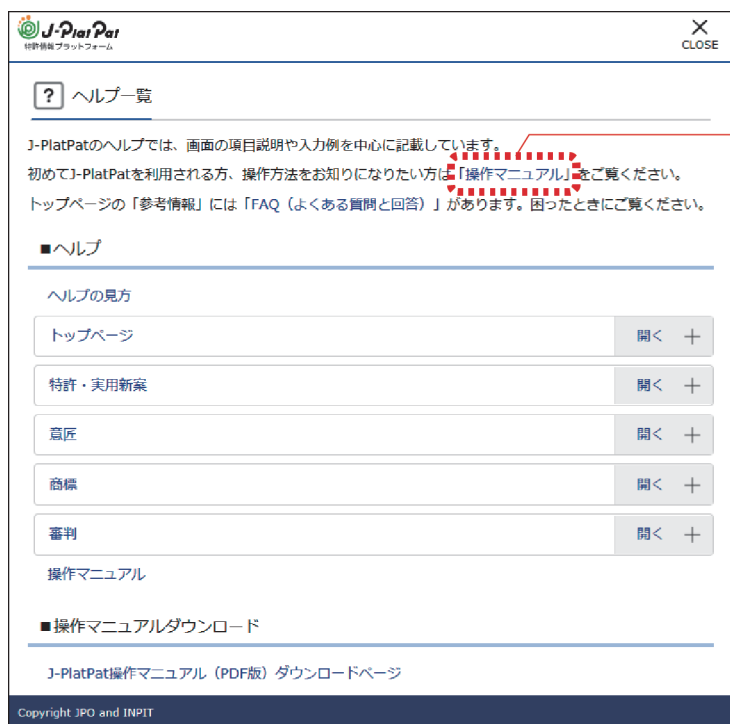 J-PlatPat
特許情報プラットフォーム
CLOSE
? ヘルプ一覧
J-PlatPatのヘルプでは、画面の項目説明や入力例を中心に記載しています。
初めてJ-PlatPatを利用される方、操作方法をお知りになりたい方は「操作マニュアル」をご覧ください。
トップページの「参考情報」には「FAQ（よくある質問と回答）」があります。困ったときにご覧ください。
■ヘルプ
ヘルプの見方
トップページ 開く ＋
特許・実用新案 開く ＋
意匠 開く ＋
商標 開く ＋
審判 開く ＋
操作マニュアル
■操作マニュアルダウンロード
J-PlatPat操作マニュアル（PDF版）ダウンロードページ
Copyright JPO and INPIT